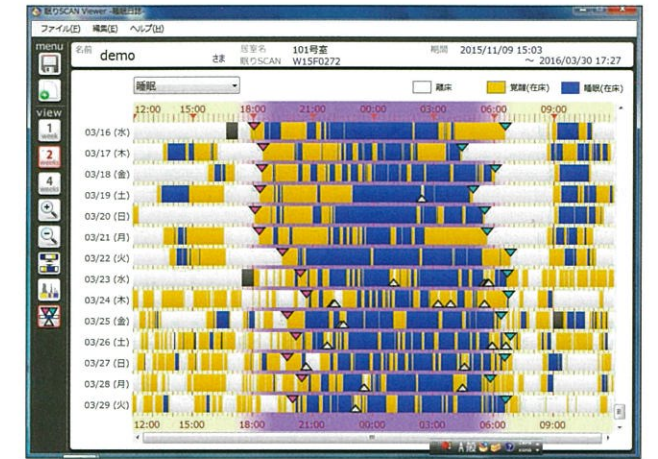 眠りSCAN Viewer -睡眠日誌-
ファイル(F) 編集(E) ヘルプ(H)
menu
名前 demo さま
居室名 101号室
眠りSCAN W15F0272
期間 2015/11/09 15:03
～ 2016/03/30 17:27
睡眠
離床 覚醒(在床) 睡眠(在床)
view
1 week
2 weeks
4 weeks
12:00 15:00 18:00 21:00 00:00 03:00 06:00 09:00
03/16 (水)
03/17 (木)
03/18 (金)
03/19 (土)
03/20 (日)
03/21 (月)
03/22 (火)
03/23 (水)
03/24 (木)
03/25 (金)
03/26 (土)
03/27 (日)
03/28 (月)
03/29 (火)
12:00 15:00 18:00 21:00 00:00 03:00 06:00 09:00
A 般